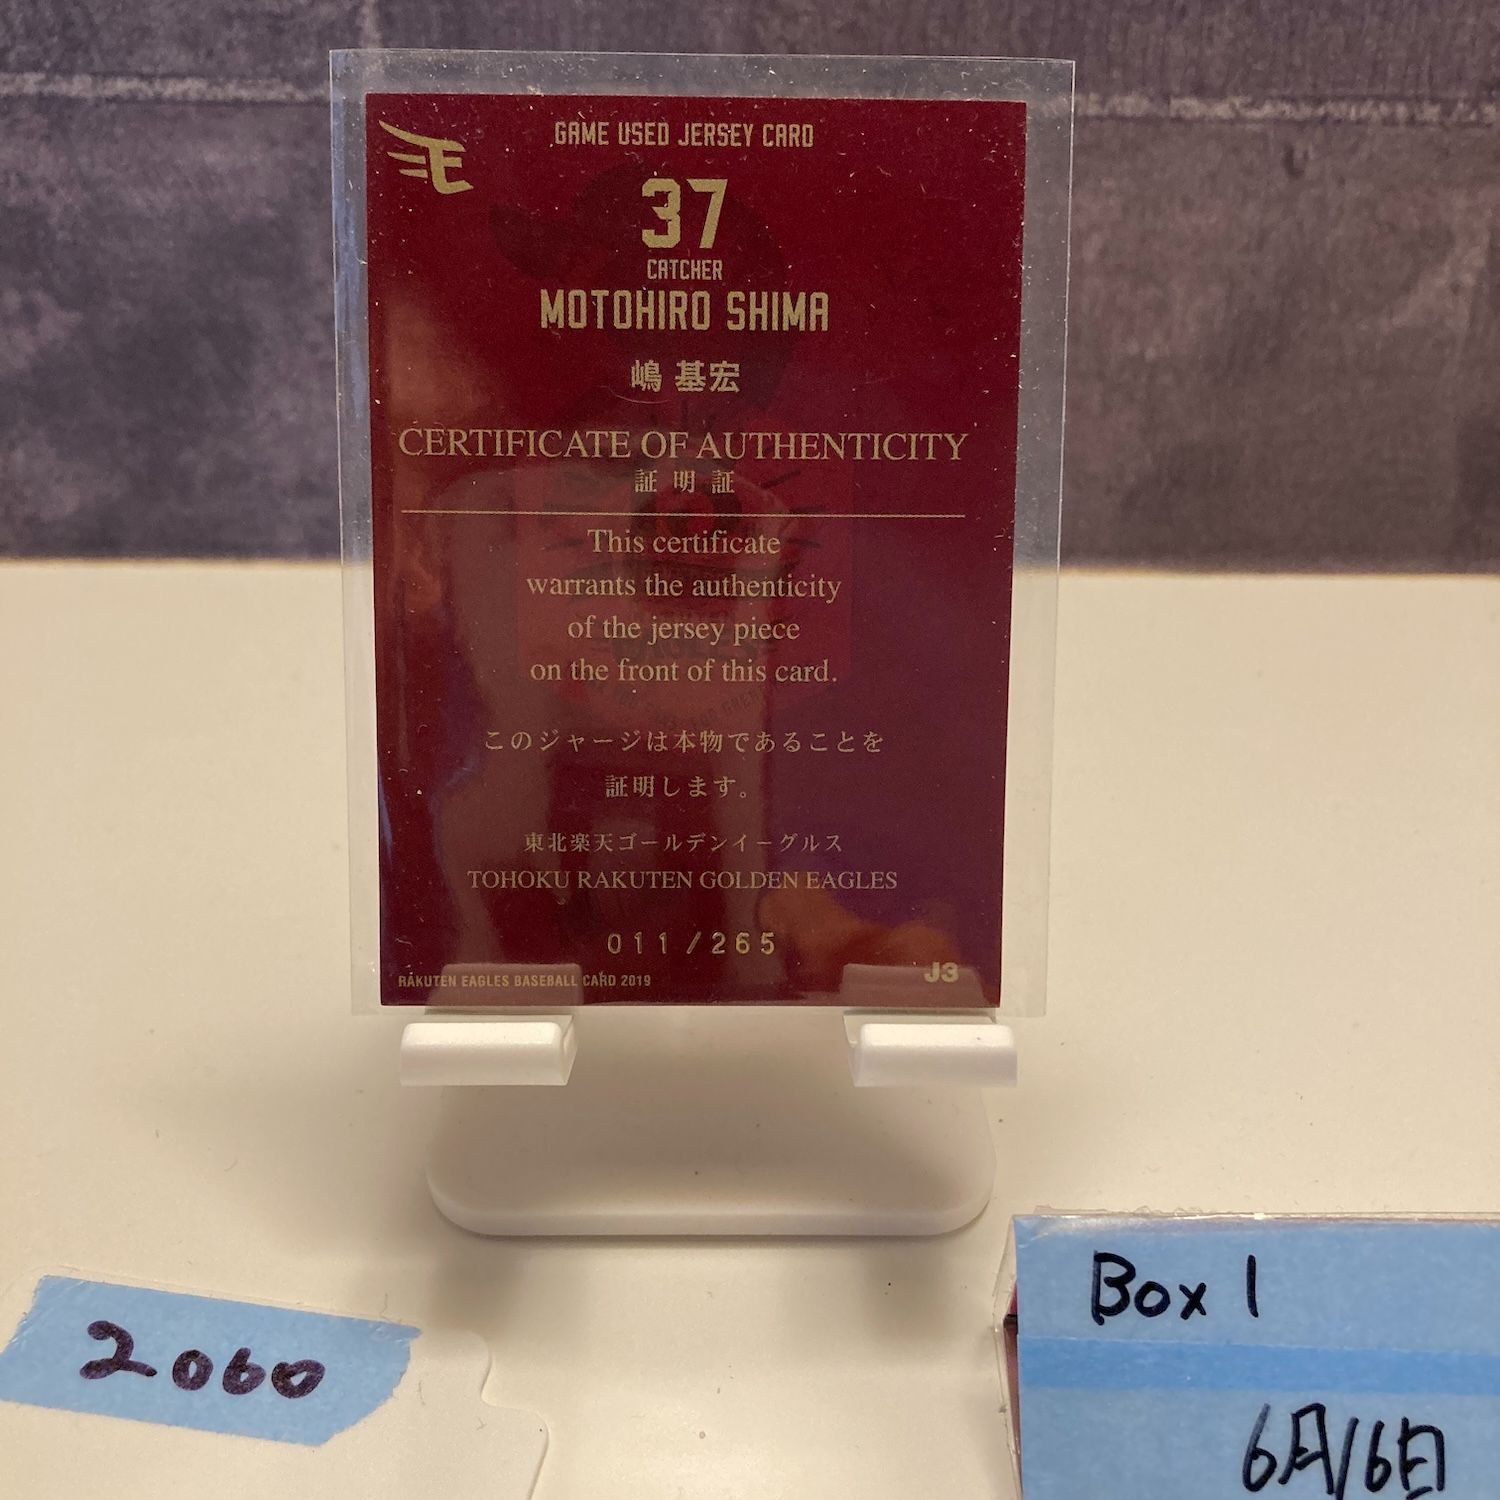 GAME USED JERSEY CARD
37
CATCHER
MOTOHIRO SHIMA
嶋 基宏
CERTIFICATE OF AUTHENTICITY
証明証
This certificate
warrants the authenticity
of the jersey piece
on the front of this card.
このジャージは本物であることを
証明します。
東北楽天ゴールデンイーグルス
TOHOKU RAKUTEN GOLDEN EAGLES
011/265
RAKUTEN EAGLES BASEBALL CARD 2019
J3
2060
Box 1
6月16日